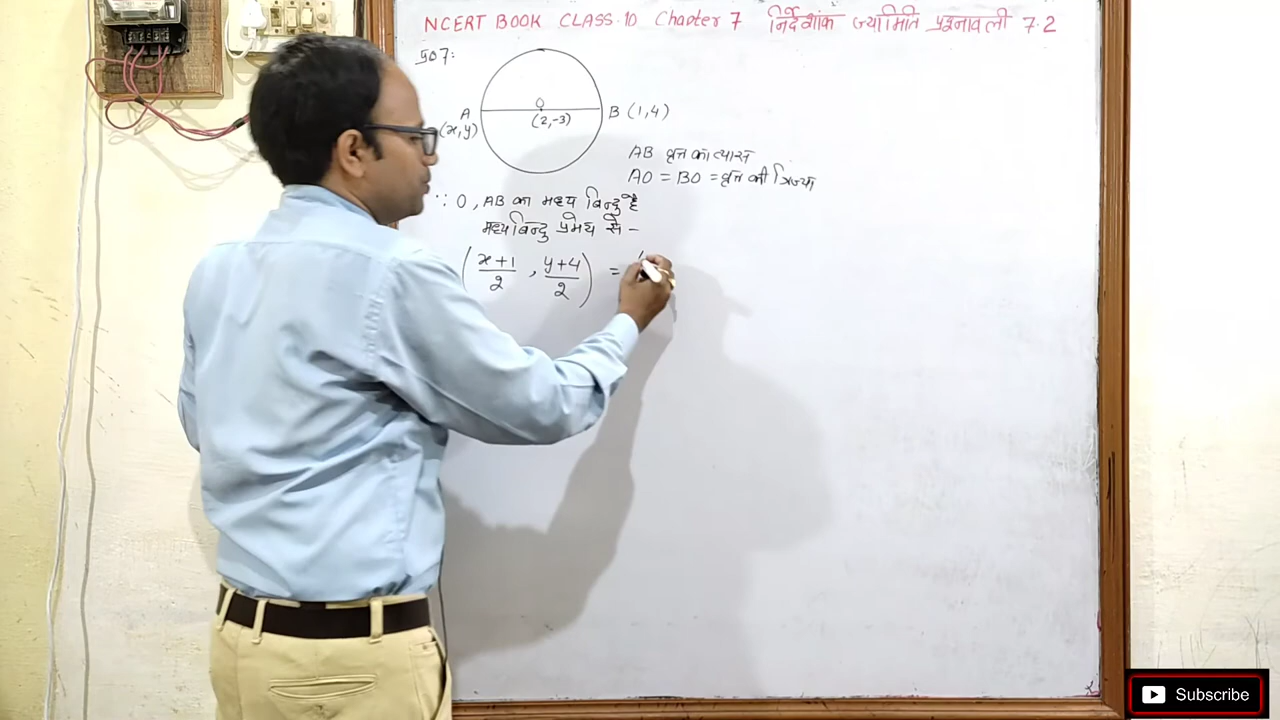 NCERT BOOK CLASS-10 Chapter 7 निर्देशांक ज्यामिति प्रश्नावली 7.2
प्र०7:
O
A
B (1,4)
(x,y)
(2,-3)
AB वृत्त का व्यास
AO = BO = वृत्त की त्रिज्या
∵ O, AB का मध्य बिन्दु है
मध्यबिन्दु प्रमेय से -
(x+1/2 , y+4/2) =
Subscribe